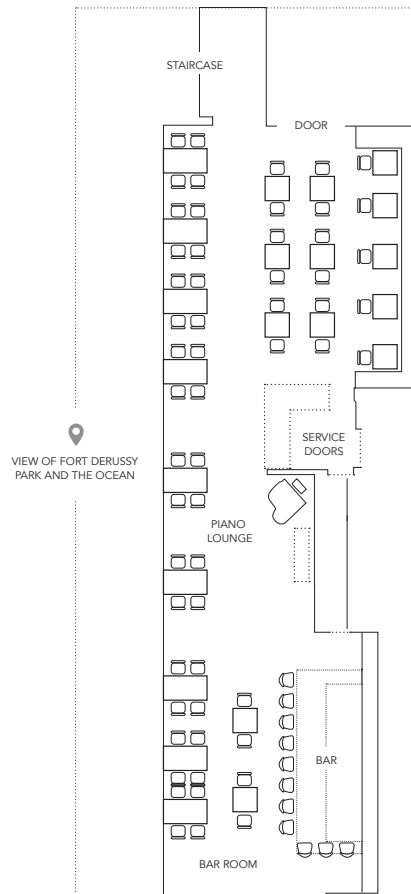 STAIRCASE
DOOR
SERVICE
DOORS
VIEW OF FORT DERUSSY
PARK AND THE OCEAN
PIANO
LOUNGE
BAR
BAR ROOM